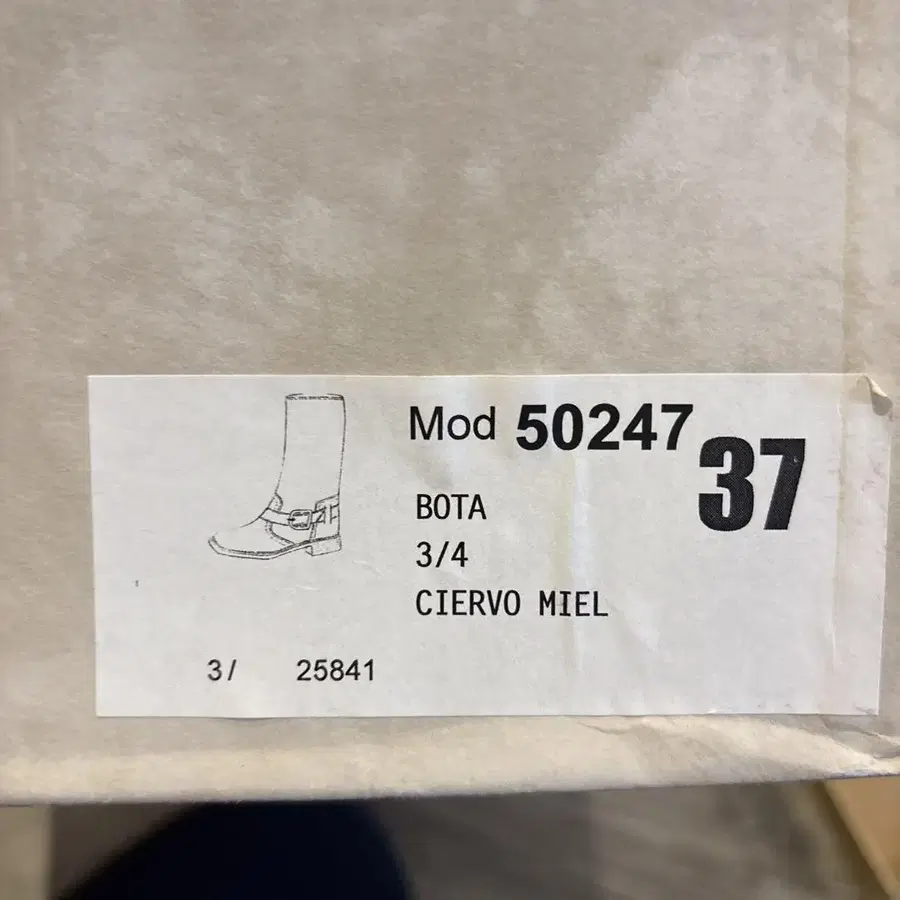 Mod 50247
37
BOTA
3/4
CIERVO MIEL
3/ 25841